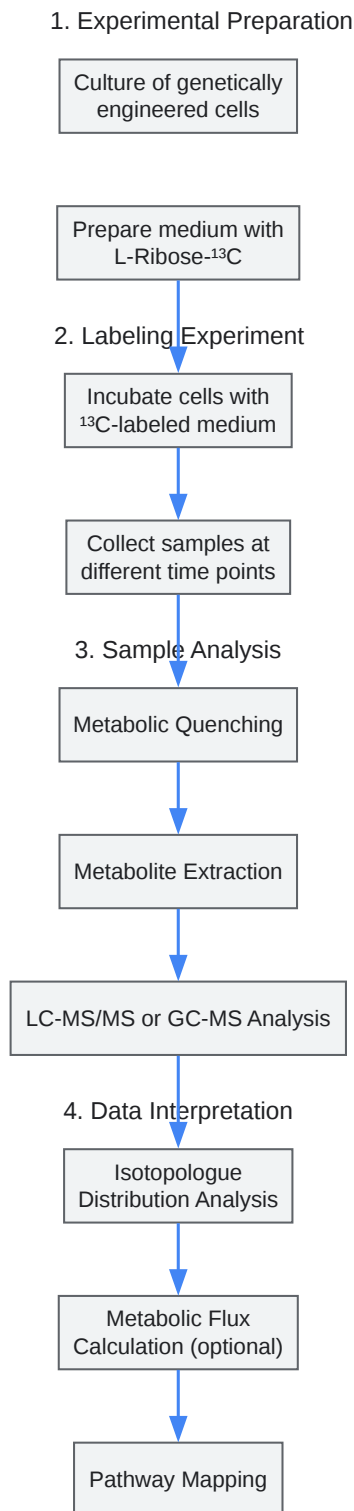 1. Experimental Preparation
Culture of genetically
engineered cells
Prepare medium with
L-Ribose-¹³C
2. Labeling Experiment
Incubate cells with
¹³C-labeled medium
Collect samples at
different time points
3. Sample Analysis
Metabolic Quenching
Metabolite Extraction
LC-MS/MS or GC-MS Analysis
4. Data Interpretation
Isotopologue
Distribution Analysis
Metabolic Flux
Calculation (optional)
Pathway Mapping